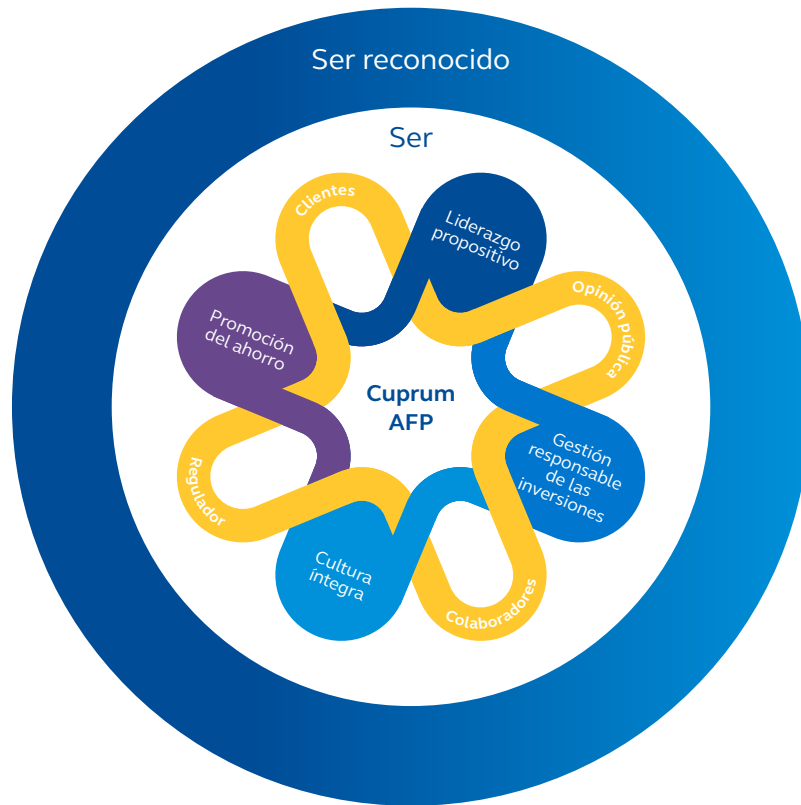 Ser reconocido
Ser
Clientes
Liderazgo
propositivo
Opinión pública
Promoción
del ahorro
Cuprum
AFP
Gestión
responsable
de las
inversiones
Regulador
Cultura
íntegra
Colaboradores